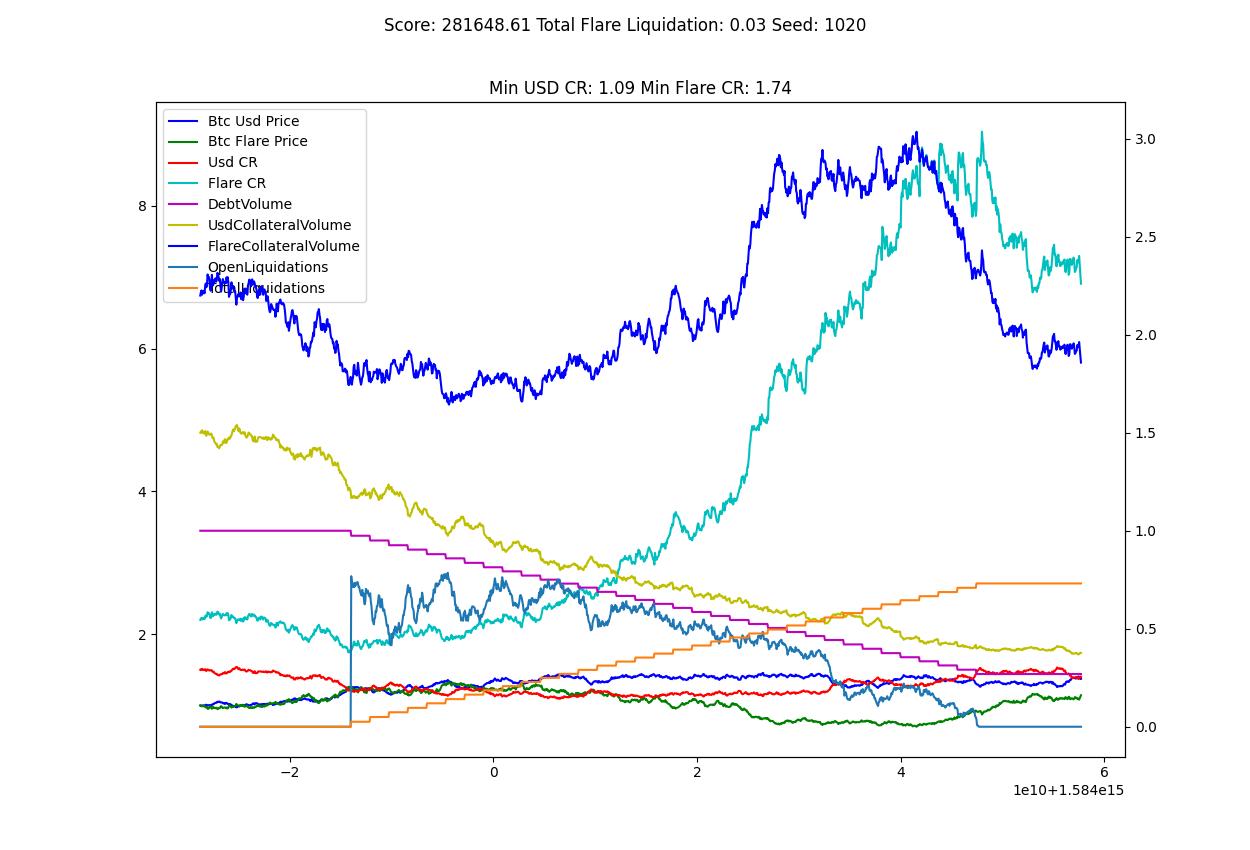 Score: 281648.61 Total Flare Liquidation: 0.03 Seed: 1020
Min USD CR: 1.09 Min Flare CR: 1.74
Btc Usd Price
Btc Flare Price
Usd CR
Flare CR
DebtVolume
UsdCollateralVolume
FlareCollateralVolume
OpenLiquidations
TotalLiquidations
8
6
4
2
3.0
2.5
2.0
1.5
1.0
0.5
0.0
−2
0
2
4
6
1e10+1.584e15